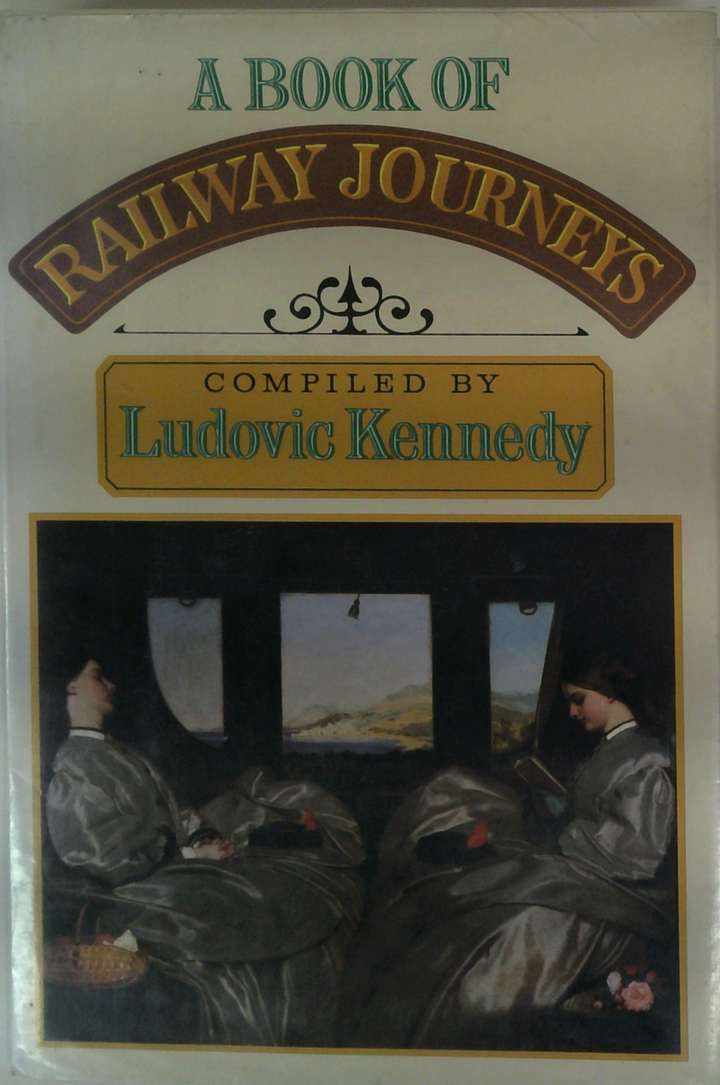 A BOOK OF
RAILWAY JOURNEYS
COMPILED BY
Ludovic Kennedy